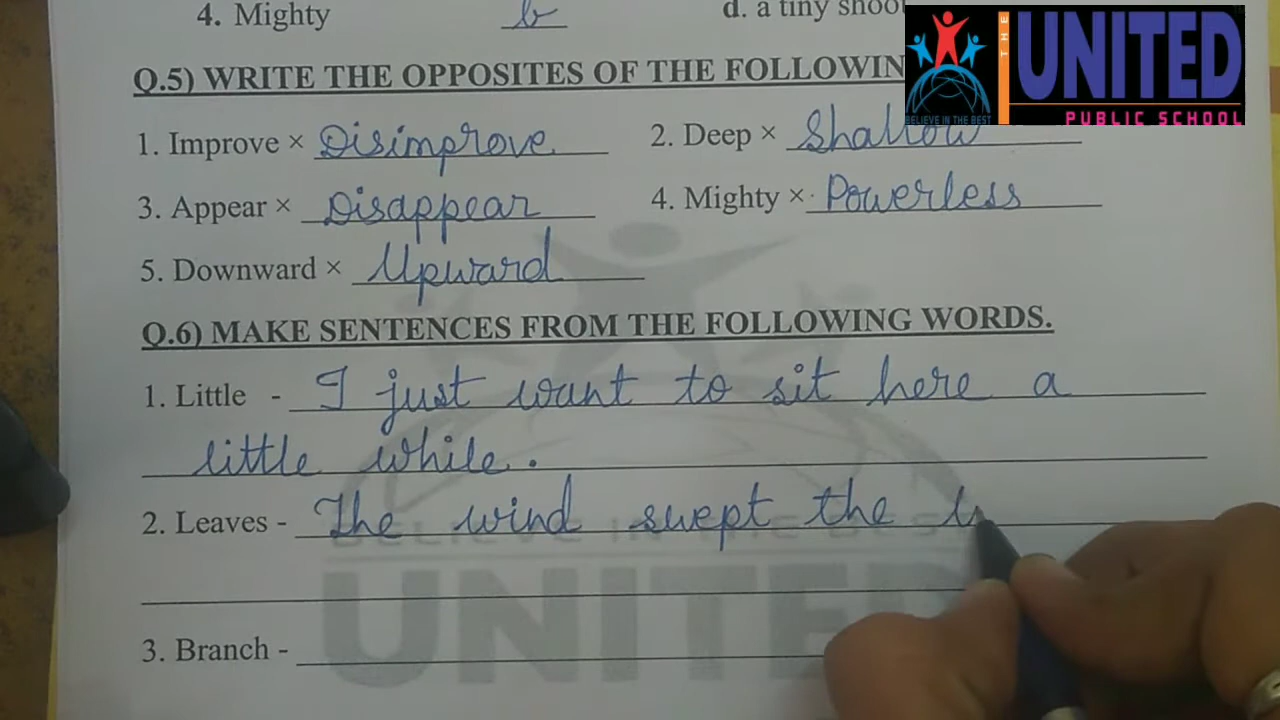 4. Mighty b d. a tiny shoot
THE UNITED
BELIEVE IN THE BEST
PUBLIC SCHOOL
Q.5) WRITE THE OPPOSITES OF THE FOLLOWIN
1. Improve × Disimprove 2. Deep × Shallow
3. Appear × Disappear 4. Mighty × Powerless
5. Downward × Upward
Q.6) MAKE SENTENCES FROM THE FOLLOWING WORDS.
1. Little - I just want to sit here a
little while.
2. Leaves - The wind swept the
3. Branch -
UNITED